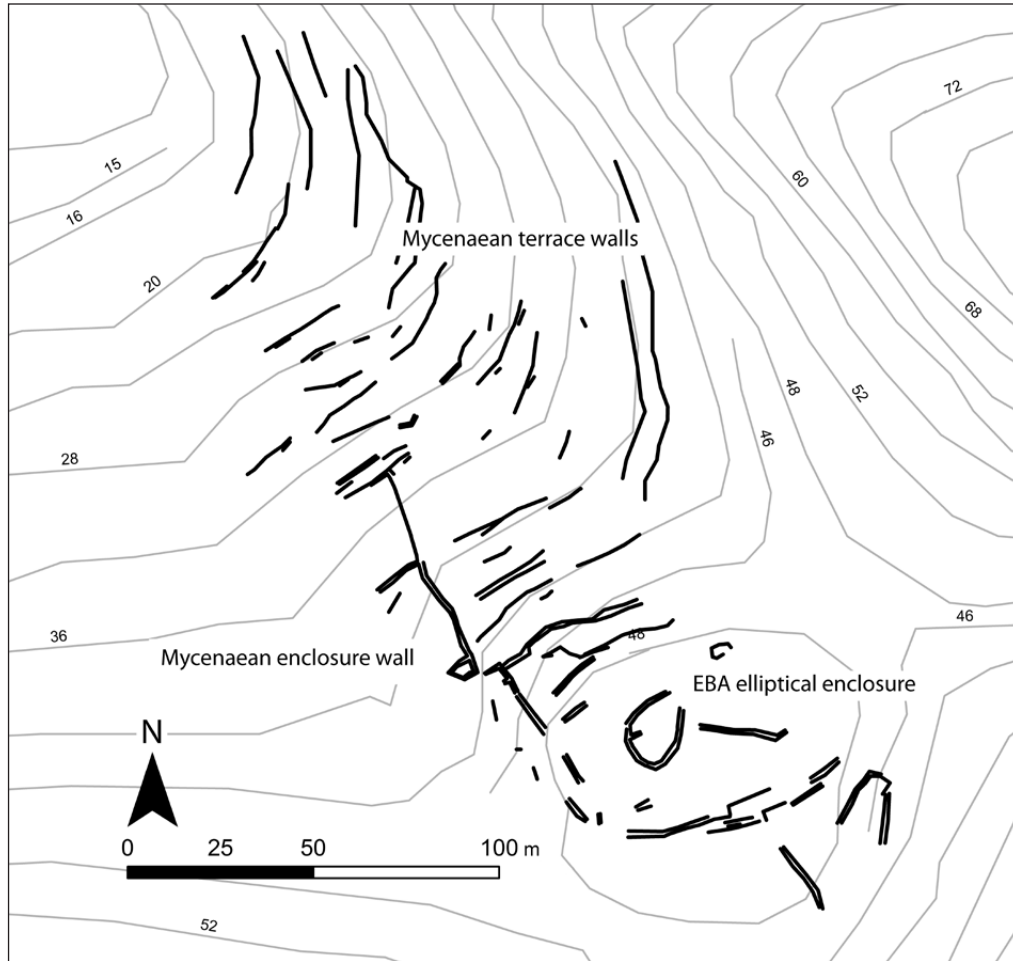 72
15
60
16
Mycenaean terrace walls
20
68
48
52
46
28
36
48
46
Mycenaean enclosure wall
EBA elliptical enclosure
N
0 25 50 100 m
52